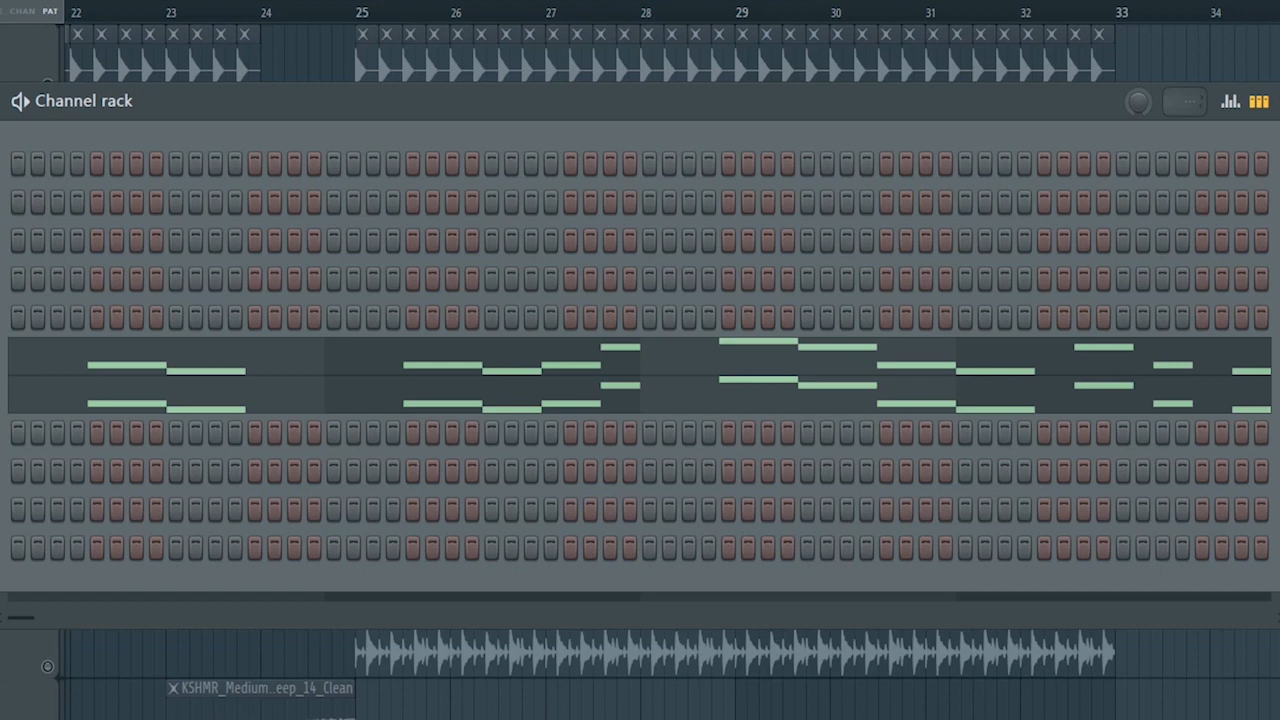 CHAN PAT 22 23 24 25 26 27 28 29 30 31 32 33 34
Channel rack
KSHMR_Medium..eep_14_Clean